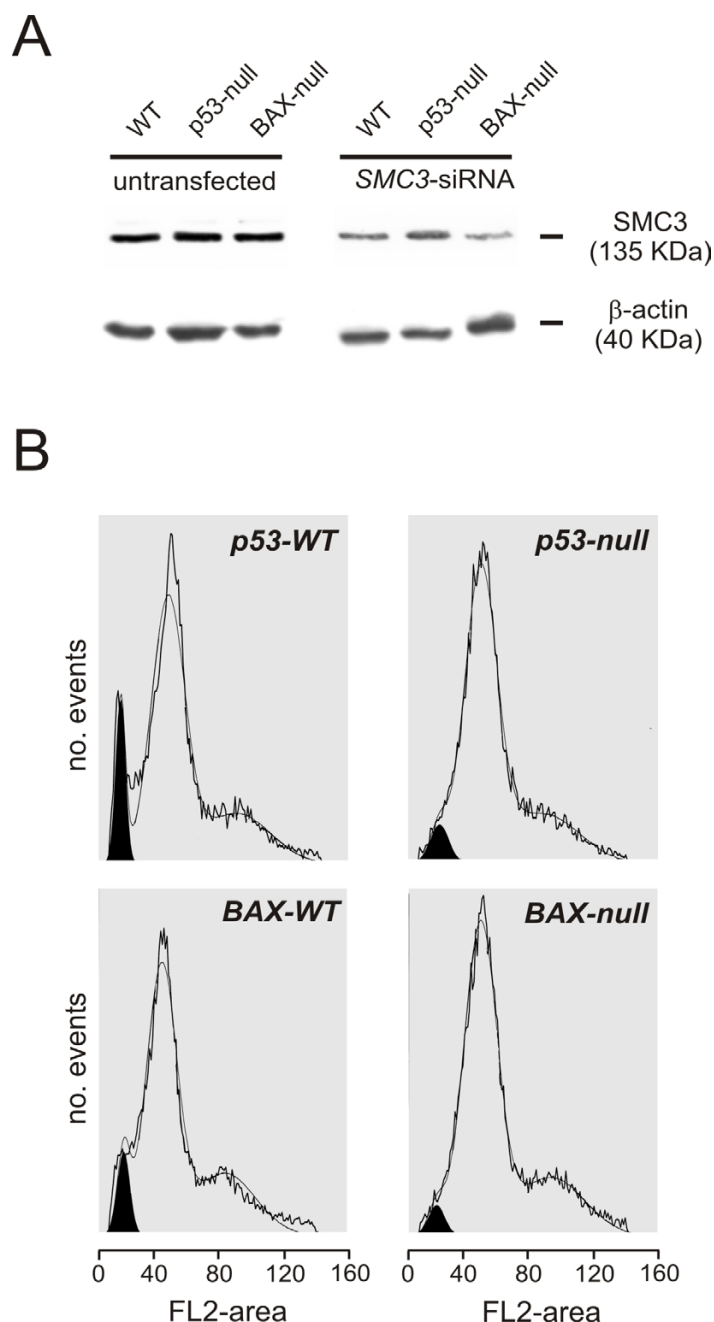 A
WT p53-null BAX-null WT p53-null BAX-null
untransfected SMC3-siRNA
SMC3
(135 KDa)
β-actin
(40 KDa)
B
p53-WT p53-null
no. events
BAX-WT BAX-null
no. events
0 40 80 120 160 0 40 80 120 160
FL2-area FL2-area